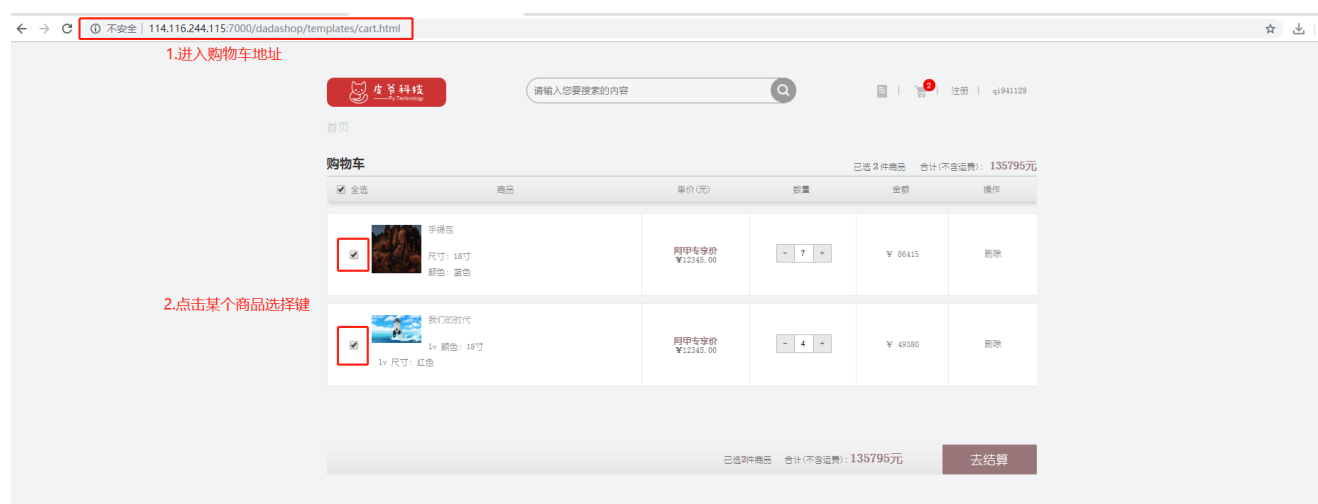 不安全 | 114.116.244.115:7000/dadashop/templates/cart.html
1.进入购物车地址
皮爷科技
Py Technology
请输入您要搜索的内容
2
注册
qi941129
首页
购物车
已选 2 件商品 合计(不含运费): 135795元
全选 商品 单价(元) 数量 金额 操作
手提包
尺寸: 18寸
颜色: 蓝色
阿甲专享价
¥12345.00
- 7 +
¥ 86415
删除
2.点击某个商品选择键
我们的时代
lv 颜色: 18寸
lv 尺寸: 红色
阿甲专享价
¥12345.00
- 4 +
¥ 49380
删除
已选2件商品 合计(不含运费):135795元
去结算